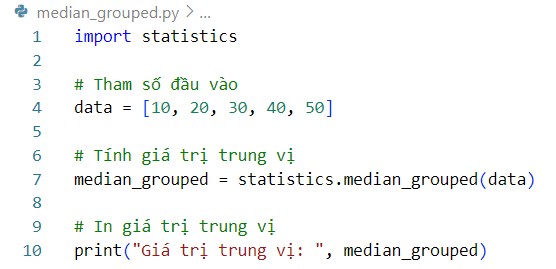 median_grouped.py > ...
1 import statistics
2
3 # Tham số đầu vào
4 data = [10, 20, 30, 40, 50]
5
6 # Tính giá trị trung vị
7 median_grouped = statistics.median_grouped(data)
8
9 # In giá trị trung vị
10 print("Giá trị trung vị: ", median_grouped)